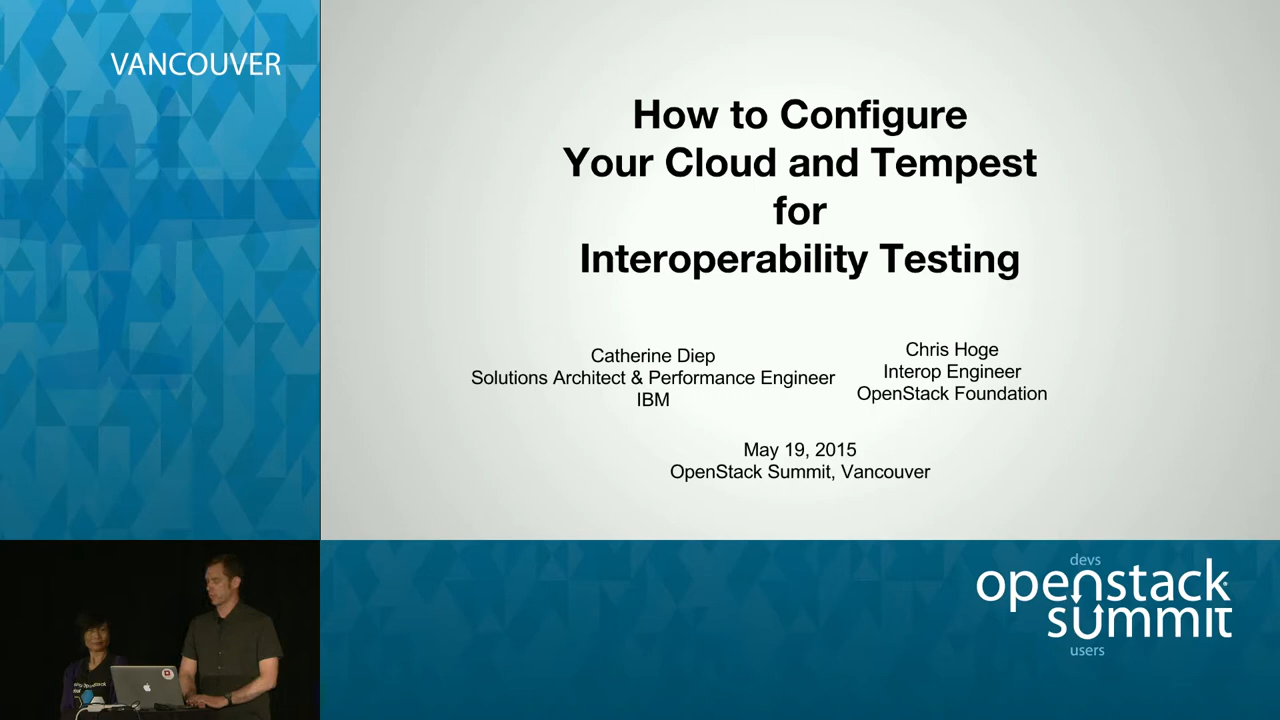 VANCOUVER
How to Configure
Your Cloud and Tempest
for
Interoperability Testing
Catherine Diep
Solutions Architect & Performance Engineer
IBM
Chris Hoge
Interop Engineer
OpenStack Foundation
May 19, 2015
OpenStack Summit, Vancouver
devs
openstack
summit
users